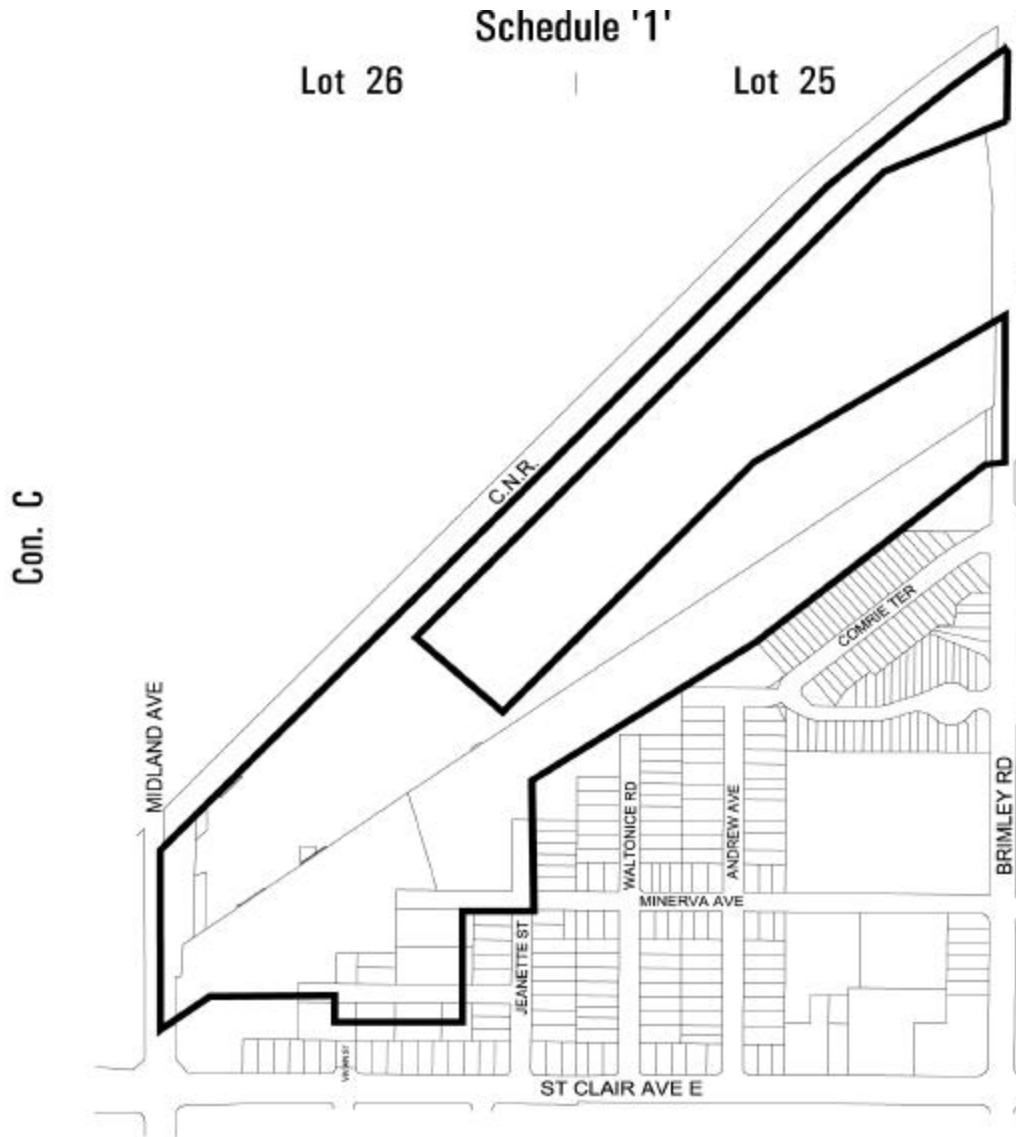 Schedule '1'
Lot 26
Lot 25
Con. C
C.N.R.
MIDLAND AVE
COMRIE TER
BRIMLEY RD
WALTONICE RD
ANDREW AVE
MINERVA AVE
JEANETTE ST
ST CLAIR AVE E